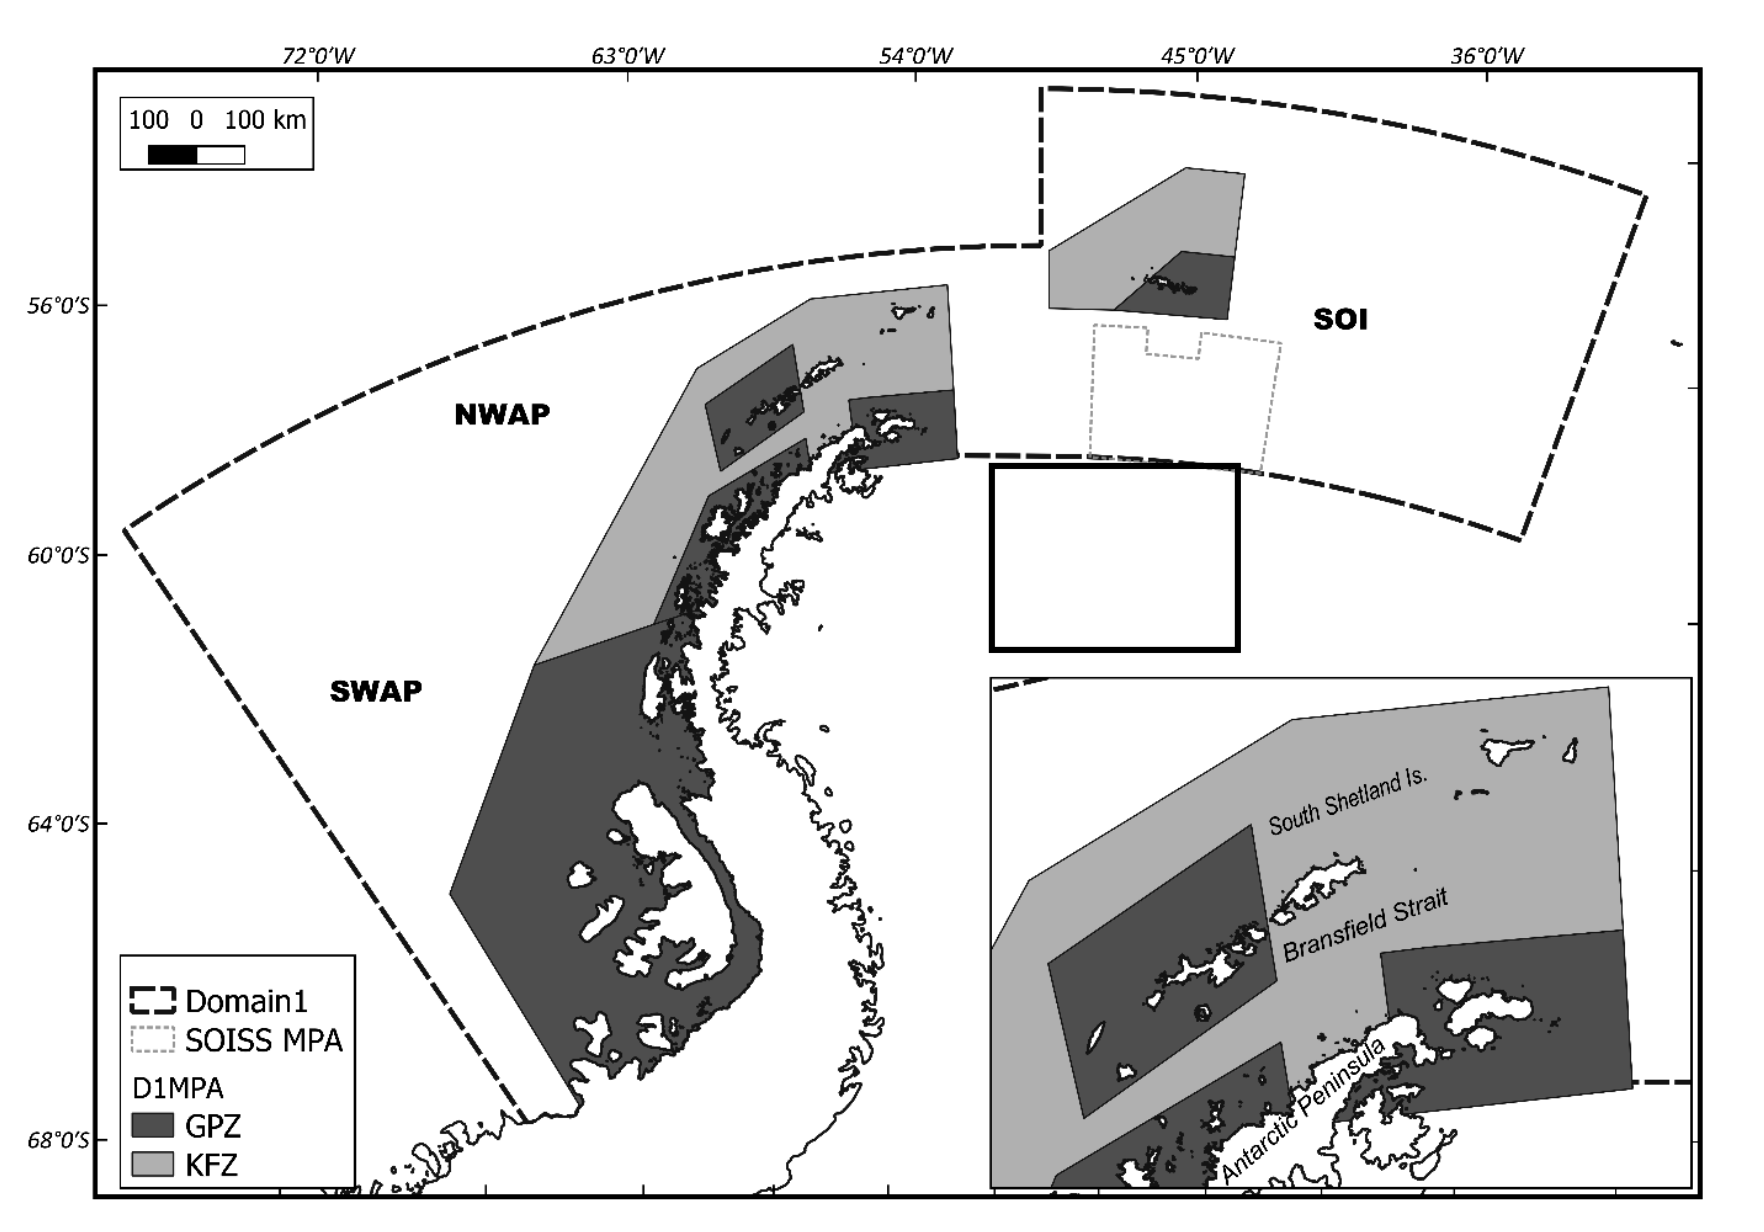 72°0'W 63°0'W 54°0'W 45°0'W 36°0'W
100 0 100 km
56°0'S
60°0'S
64°0'S
68°0'S
SOI
NWAP
SWAP
South Shetland Is.
Bransfield Strait
Antarctic Peninsula
Domain1
SOISS MPA
D1MPA
GPZ
KFZ